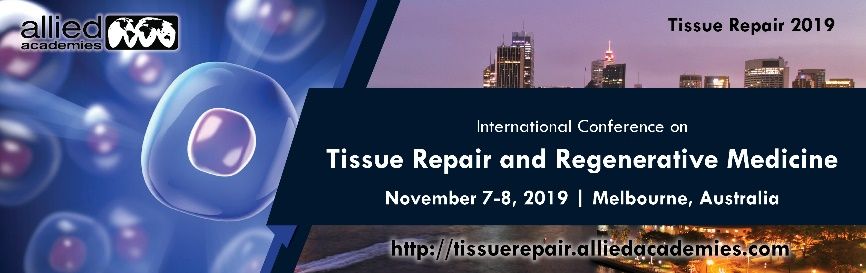 allied
academies
Tissue Repair 2019
International Conference on
Tissue Repair and Regenerative Medicine
November 7-8, 2019 | Melbourne, Australia
http://tissuerepair.alliedacademies.com